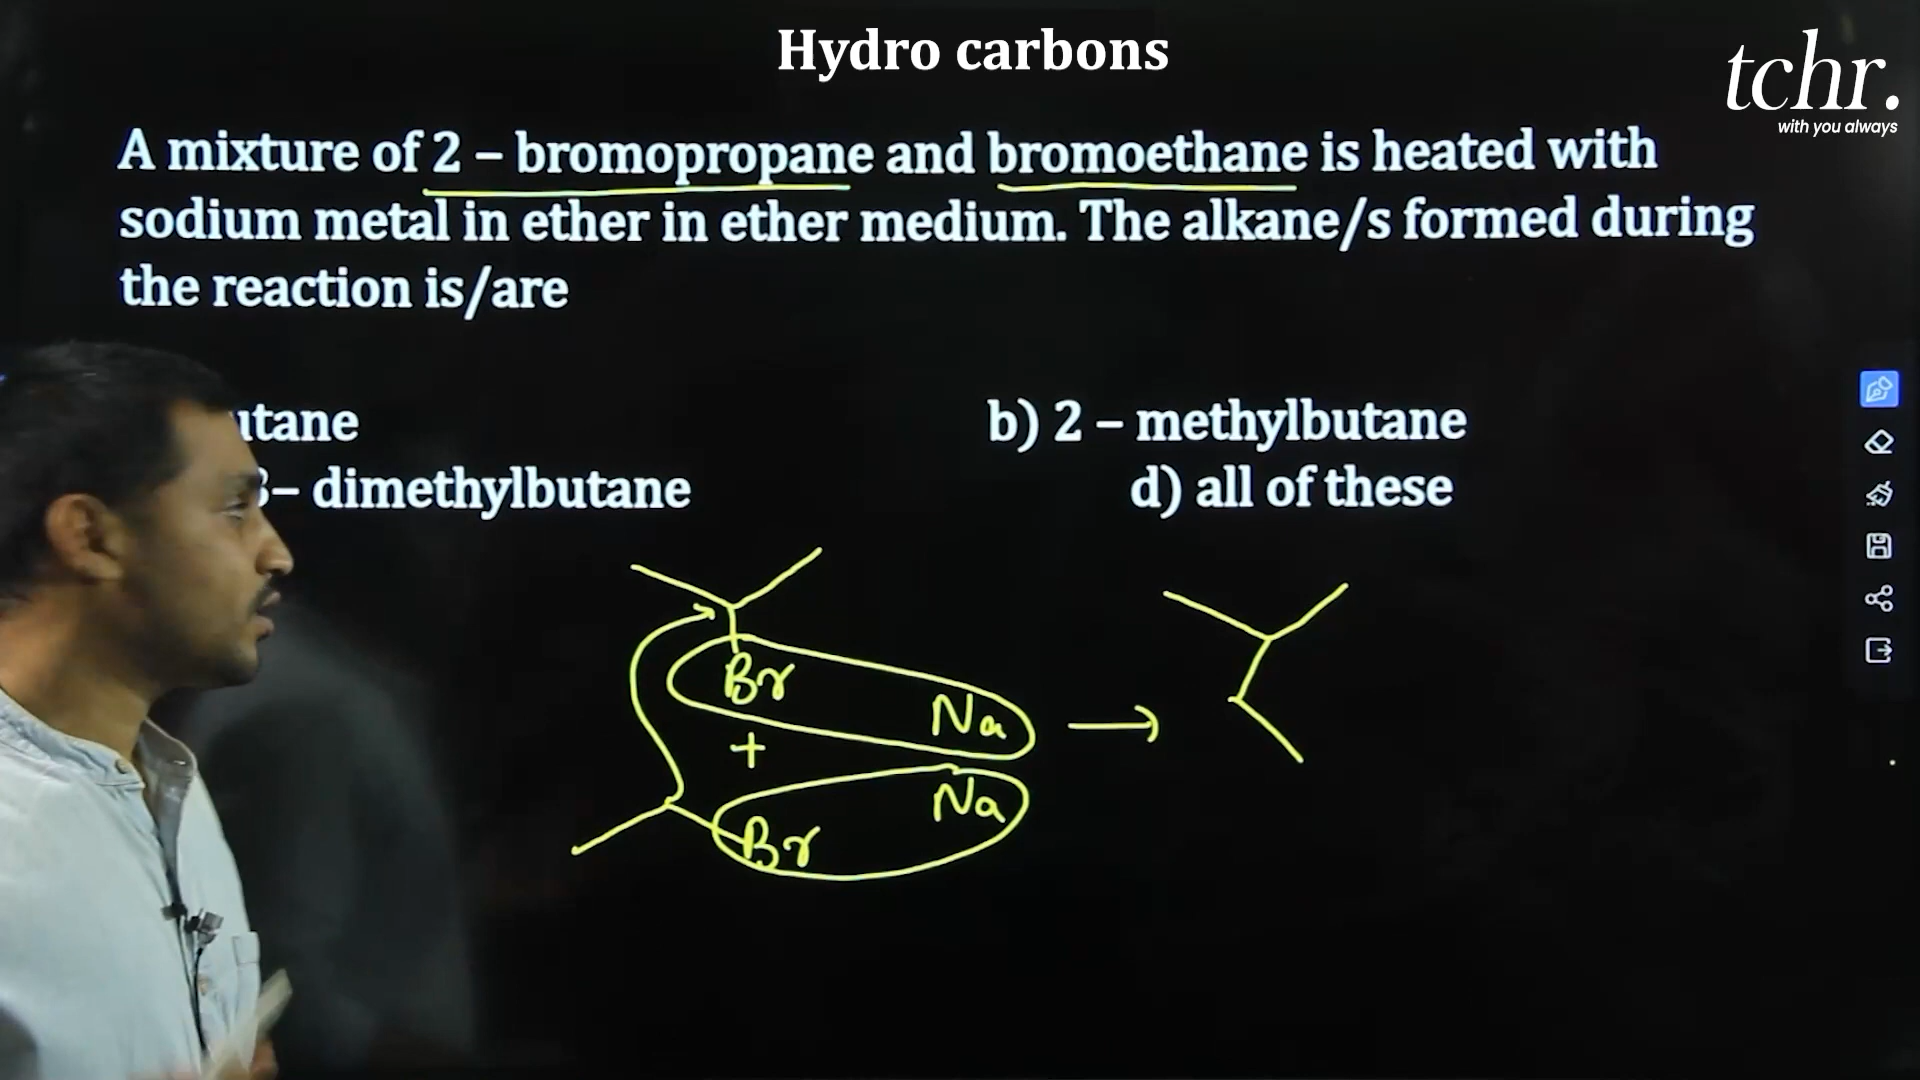 Hydro carbons
tchr.
with you always
A mixture of 2 – bromopropane and bromoethane is heated with
sodium metal in ether in ether medium. The alkane/s formed during
the reaction is/are
b) 2 – methylbutane
– dimethylbutane
d) all of these
Br
Na
+
Na
Br